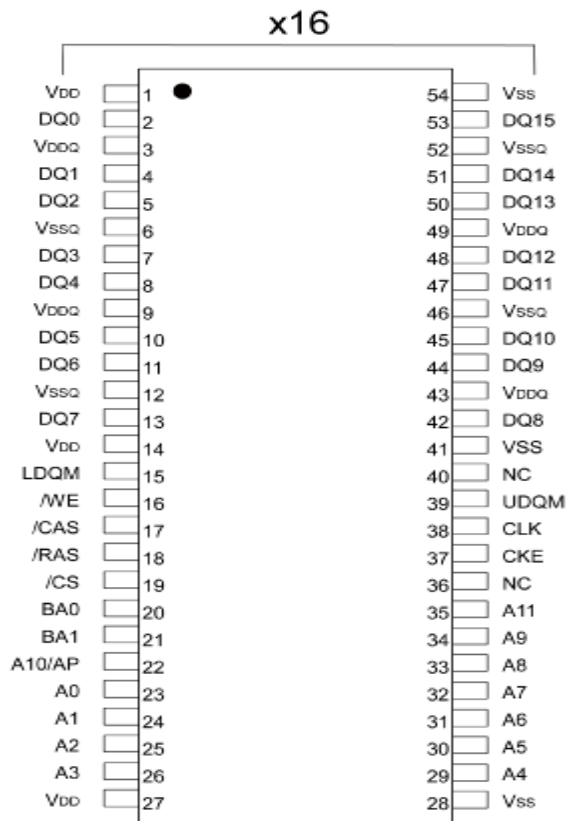 x16
VDD 1 54 VSS
DQ0 2 53 DQ15
VDDQ 3 52 VSSQ
DQ1 4 51 DQ14
DQ2 5 50 DQ13
VSSQ 6 49 VDDQ
DQ3 7 48 DQ12
DQ4 8 47 DQ11
VDDQ 9 46 VSSQ
DQ5 10 45 DQ10
DQ6 11 44 DQ9
VSSQ 12 43 VDDQ
DQ7 13 42 DQ8
VDD 14 41 VSS
LDQM 15 40 NC
/WE 16 39 UDQM
/CAS 17 38 CLK
/RAS 18 37 CKE
/CS 19 36 NC
BA0 20 35 A11
BA1 21 34 A9
A10/AP 22 33 A8
A0 23 32 A7
A1 24 31 A6
A2 25 30 A5
A3 26 29 A4
VDD 27 28 VSS